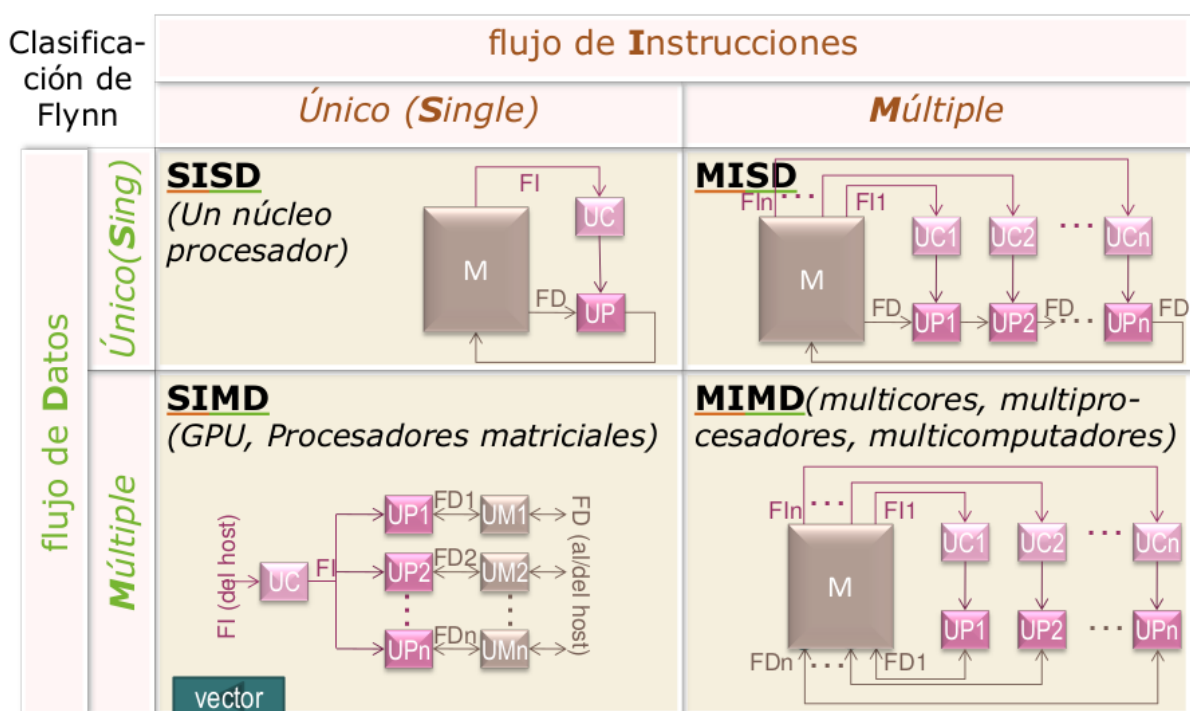 Clasifica-
ción de
Flynn
flujo de Instrucciones
Único (Single)
Múltiple
flujo de Datos
Único(Sing)
SISD
(Un núcleo
procesador)
FI
UC
M
FD
UP
MISD
FIn ... FI1
UC1 UC2 ... UCn
M
FD UP1 UP2 FD ... UPn FD
Múltiple
SIMD
(GPU, Procesadores matriciales)
FI (del host)
UC
FI
UP1 FD1 UM1
UP2 FD2 UM2
UPn FDn UMn
FD (al/del host)
vector
MIMD(multicores, multipro-
cesadores, multicomputadores)
FIn ... FI1
UC1 UC2 ... UCn
M
UP1 UP2 ... UPn
FDn ... FD1